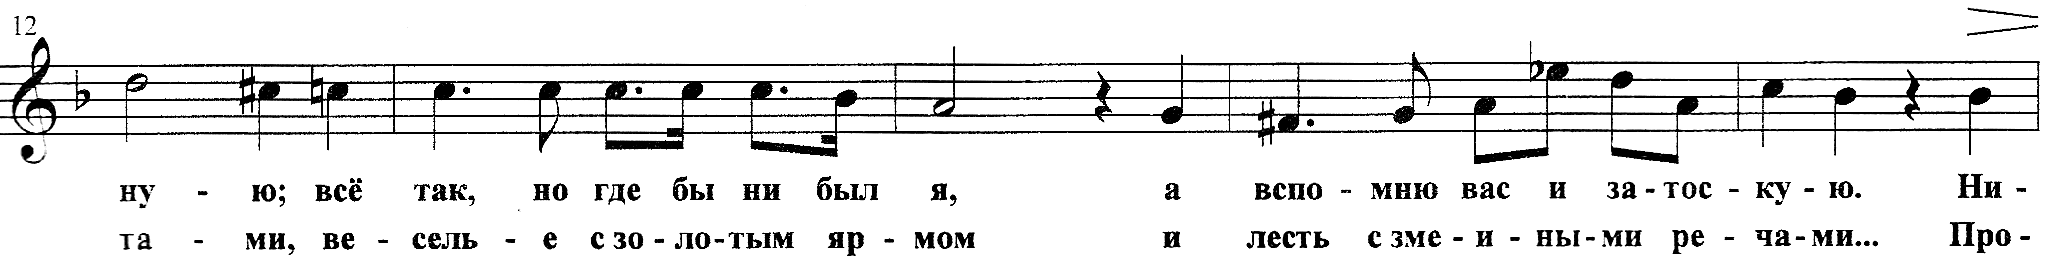 12
ну - ю; всё так, но где бы ни был я, а вспо - мню вас и за - тос - ку - ю. Ни -
та - ми, ве - сель - е с зо - ло - тым яр - мом и лесть с зме - и - ны - ми ре - ча - ми... Про -